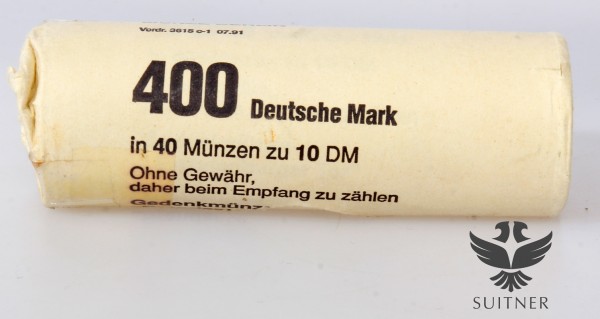 Vordr. 3615 c-1 07.91
400 Deutsche Mark
in 40 Münzen zu 10 DM
Ohne Gewähr,
daher beim Empfang zu zählen
Gedenkmünz
SUITNER